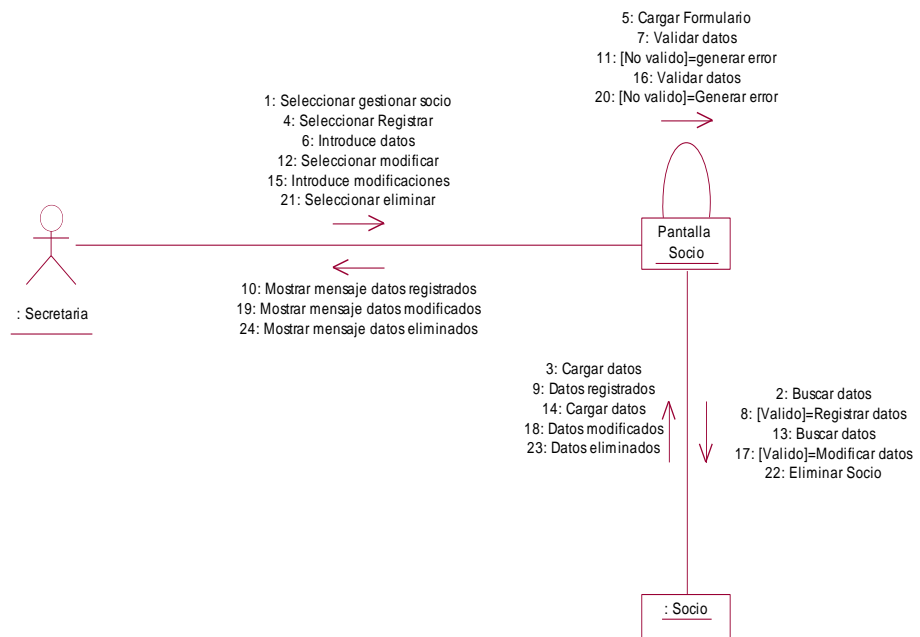 5: Cargar Formulario
7: Validar datos
11: [No valido]=generar error
16: Validar datos
20: [No valido]=Generar error
1: Seleccionar gestionar socio
4: Seleccionar Registrar
6: Introduce datos
12: Seleccionar modificar
15: Introduce modificaciones
21: Seleccionar eliminar
Pantalla
Socio
: Secretaria
10: Mostrar mensaje datos registrados
19: Mostrar mensaje datos modificados
24: Mostrar mensaje datos eliminados
3: Cargar datos
9: Datos registrados
14: Cargar datos
18: Datos modificados
23: Datos eliminados
2: Buscar datos
8: [Valido]=Registrar datos
13: Buscar datos
17: [Valido]=Modificar datos
22: Eliminar Socio
: Socio